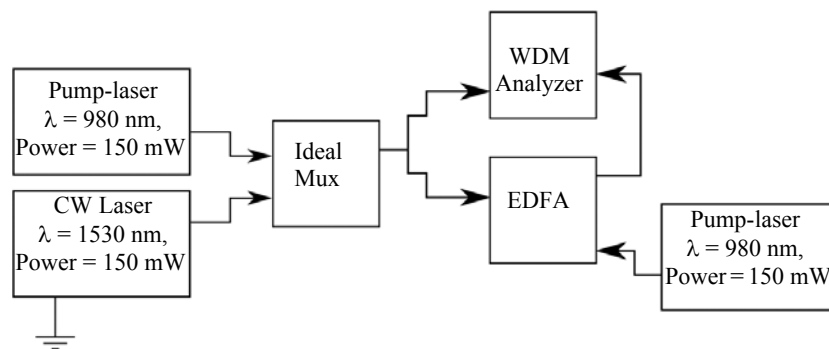 Pump-laser
λ = 980 nm,
Power = 150 mW
CW Laser
λ = 1530 nm,
Power = 150 mW
Ideal
Mux
WDM
Analyzer
EDFA
Pump-laser
λ = 980 nm,
Power = 150 mW